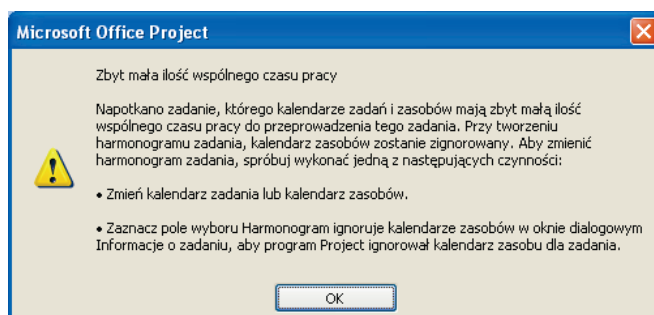 Microsoft Office Project
Zbyt mała ilość wspólnego czasu pracy
Napotkano zadanie, którego kalendarze zadań i zasobów mają zbyt małą ilość
wspólnego czasu pracy do przeprowadzenia tego zadania. Przy tworzeniu
harmonogramu zadania, kalendarz zasobów zostanie zignorowany. Aby zmienić
harmonogram zadania, spróbuj wykonać jedną z następujących czynności:
• Zmień kalendarz zadania lub kalendarz zasobów.
• Zaznacz pole wyboru Harmonogram ignoruje kalendarze zasobów w oknie dialogowym
Informacje o zadaniu, aby program Project ignorował kalendarz zasobu dla zadania.
OK